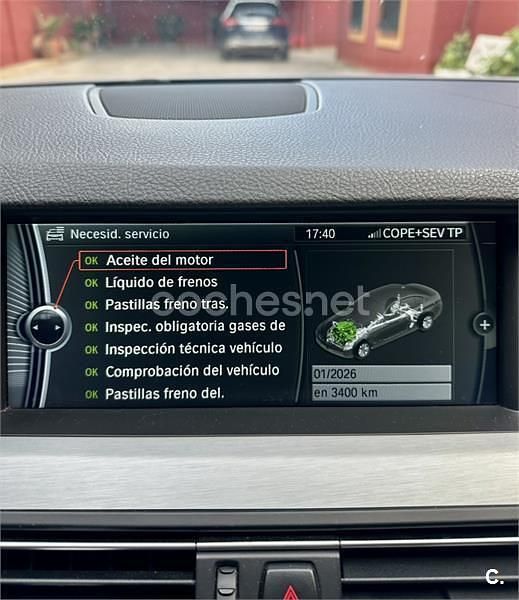 Necesid. servicio
17:40
COPE+SEV TP
OK Aceite del motor
OK Líquido de frenos
OK Pastillas freno tras.
OK Inspec. obligatoria gases de
OK Inspección técnica vehículo
OK Comprobación del vehículo
OK Pastillas freno del.
01/2026
en 3400 km
coches.net
c.